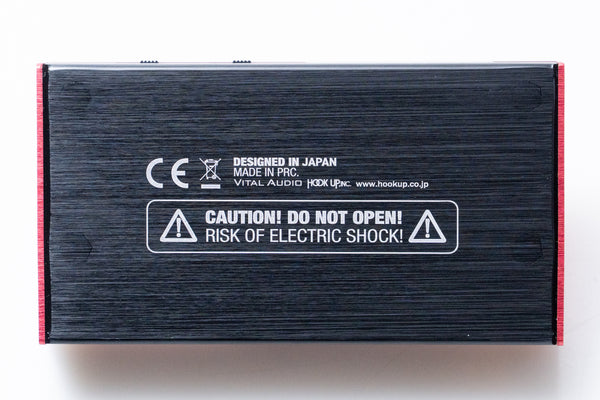 CE
DESIGNED IN JAPAN
MADE IN PRC.
VITAL AUDIO HOOK UP,INC. www.hookup.co.jp
CAUTION! DO NOT OPEN!
RISK OF ELECTRIC SHOCK!